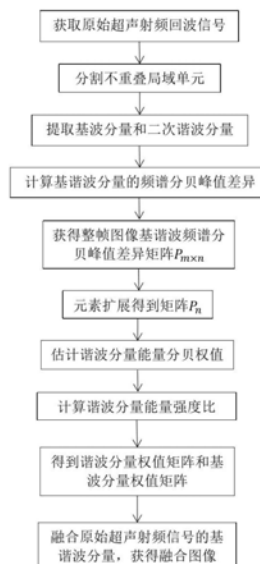 获取原始超声射频回波信号
分割不重叠局域单元
提取基波分量和二次谐波分量
计算基谐波分量的频谱分贝峰值差异
获得整帧图像基谐波频谱分
贝峰值差异矩阵Pm×n
元素扩展得到矩阵Pn
估计谐波分量能量分贝权值
计算谐波分量能量强度比
得到谐波分量权值矩阵和基
波分量权值矩阵
融合原始超声射频信号的基
谐波分量，获得融合图像